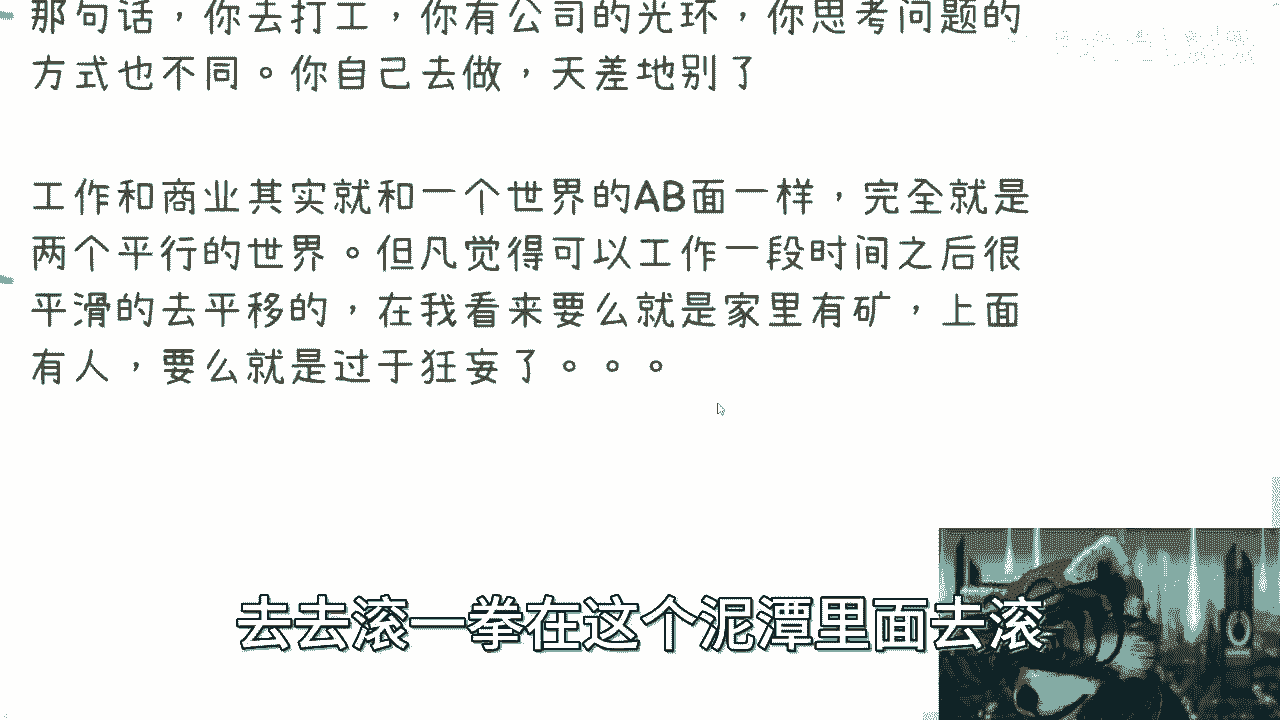 那句话，你去打工，你有公司的光环，你思考问题的
方式也不同。你自己去做，天差地别了
工作和商业其实就和一个世界的AB面一样，完全就是
两个平行的世界。但凡觉得可以工作一段时间之后很
平滑的去平移的，在我看来要么就是家里有矿，上面
有人，要么就是过于狂妄了。。。
去去滚一拳在这个泥潭里面去滚